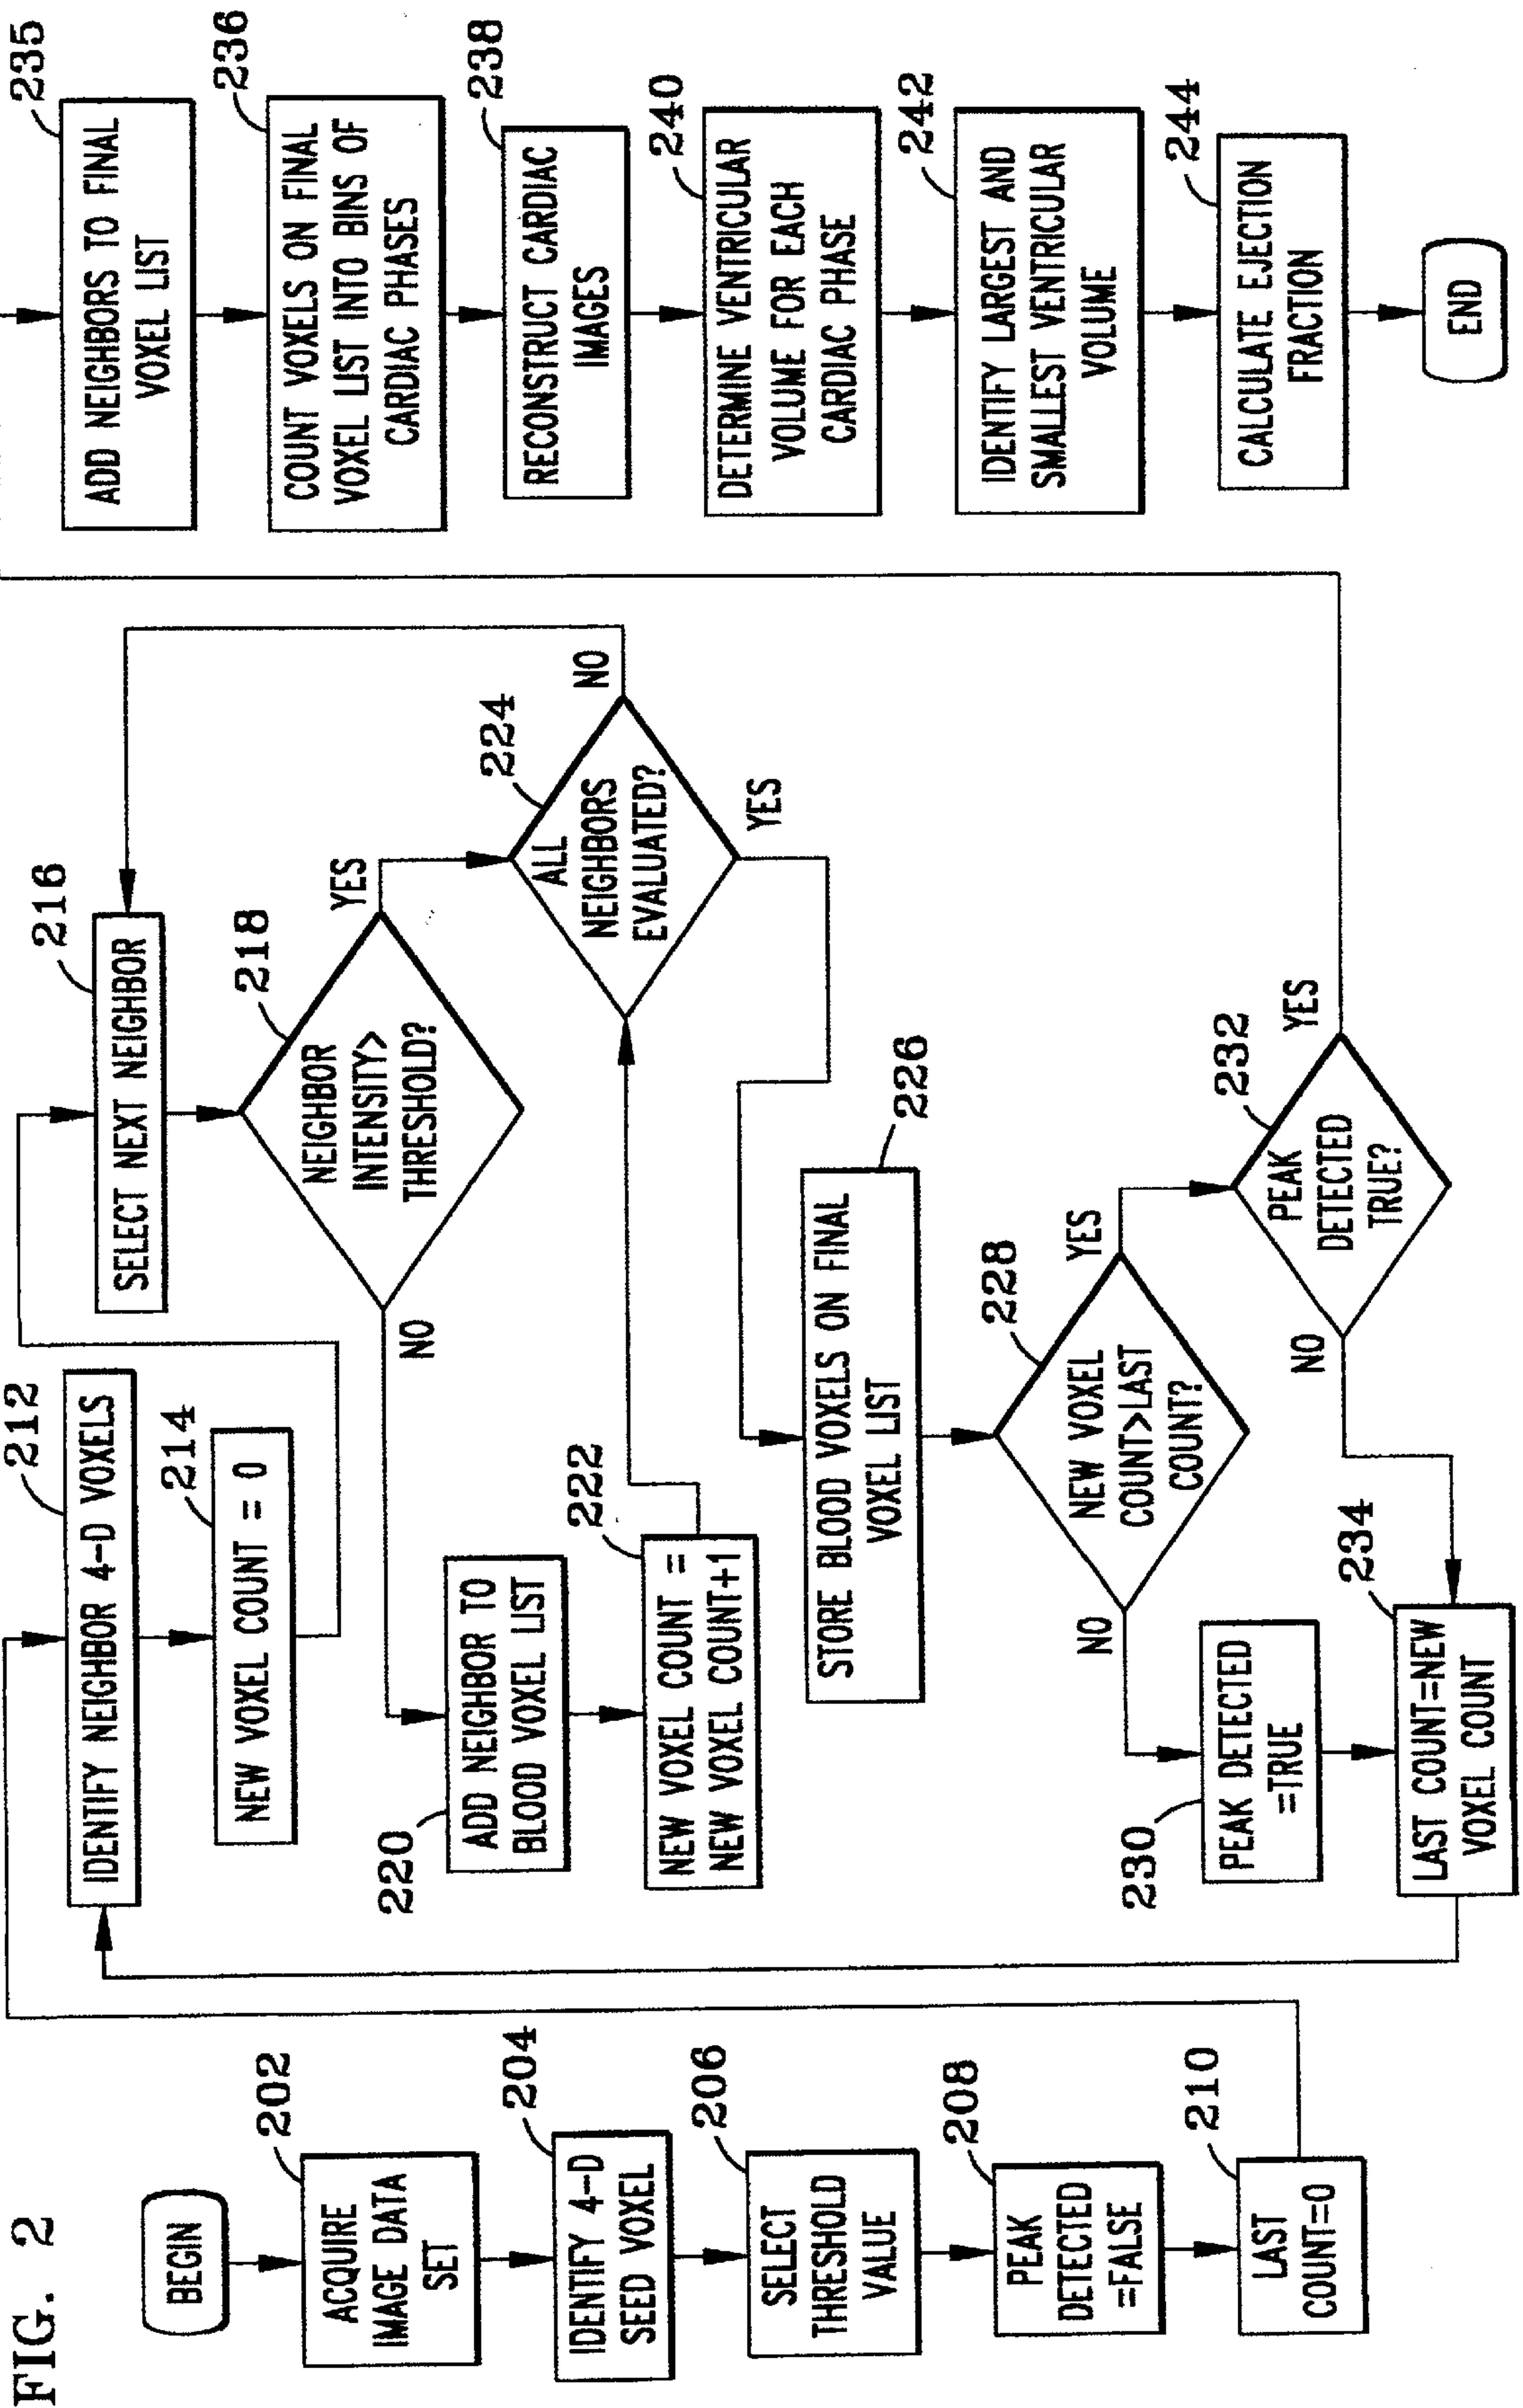 FIG. 2
BEGIN
202
ACQUIRE
IMAGE DATA
SET
204
IDENTIFY 4-D
SEED VOXEL
206
SELECT
THRESHOLD
VALUE
208
PEAK
DETECTED
=FALSE
210
LAST
COUNT=0
212
IDENTIFY NEIGHBOR 4-D VOXELS
214
NEW VOXEL COUNT = 0
216
SELECT NEXT NEIGHBOR
218
NEIGHBOR
INTENSITY>
THRESHOLD?
YES
NO
220
ADD NEIGHBOR TO
BLOOD VOXEL LIST
222
NEW VOXEL COUNT =
NEW VOXEL COUNT+1
224
ALL
NEIGHBORS
EVALUATED?
NO
YES
226
STORE BLOOD VOXELS ON FINAL
VOXEL LIST
228
NEW VOXEL
COUNT>LAST
COUNT?
YES
NO
230
PEAK DETECTED
=TRUE
232
PEAK
DETECTED
TRUE?
YES
NO
234
LAST COUNT=NEW
VOXEL COUNT
235
ADD NEIGHBORS TO FINAL
VOXEL LIST
236
COUNT VOXELS ON FINAL
VOXEL LIST INTO BINS OF
CARDIAC PHASES
238
RECONSTRUCT CARDIAC
IMAGES
240
DETERMINE VENTRICULAR
VOLUME FOR EACH
CARDIAC PHASE
242
IDENTIFY LARGEST AND
SMALLEST VENTRICULAR
VOLUME
244
CALCULATE EJECTION
FRACTION
END